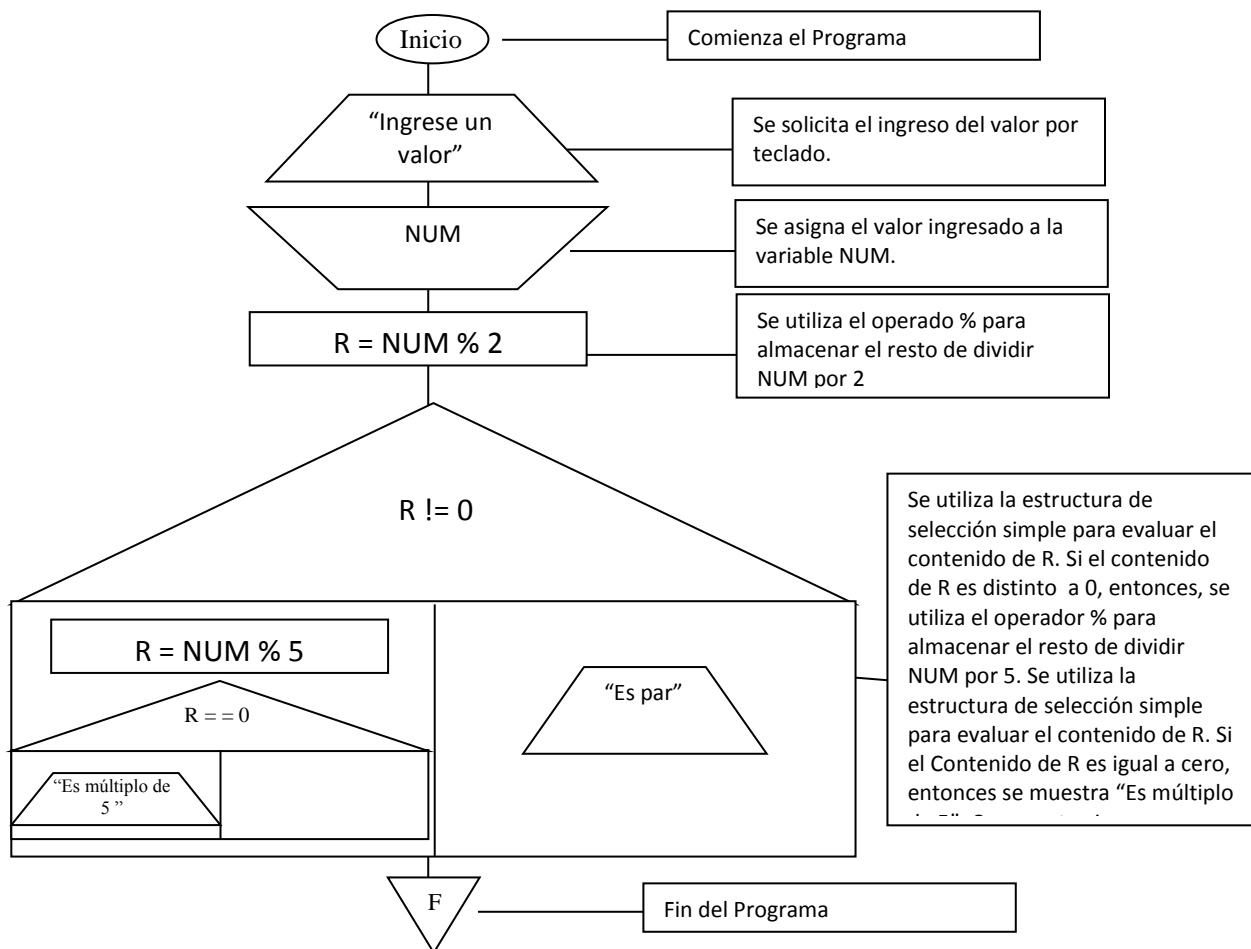 Inicio
Comienza el Programa
“Ingrese un
valor”
Se solicita el ingreso del valor por
teclado.
NUM
Se asigna el valor ingresado a la
variable NUM.
R = NUM % 2
Se utiliza el operado % para
almacenar el resto de dividir
NUM por 2
R != 0
Se utiliza la estructura de
selección simple para evaluar el
contenido de R. Si el contenido
de R es distinto a 0, entonces, se
utiliza el operador % para
almacenar el resto de dividir
NUM por 5. Se utiliza la
estructura de selección simple
para evaluar el contenido de R. Si
el Contenido de R es igual a cero,
entonces se muestra “Es múltiplo
R = NUM % 5
R = = 0
“Es múltiplo de
5 ”
“Es par”
F
Fin del Programa